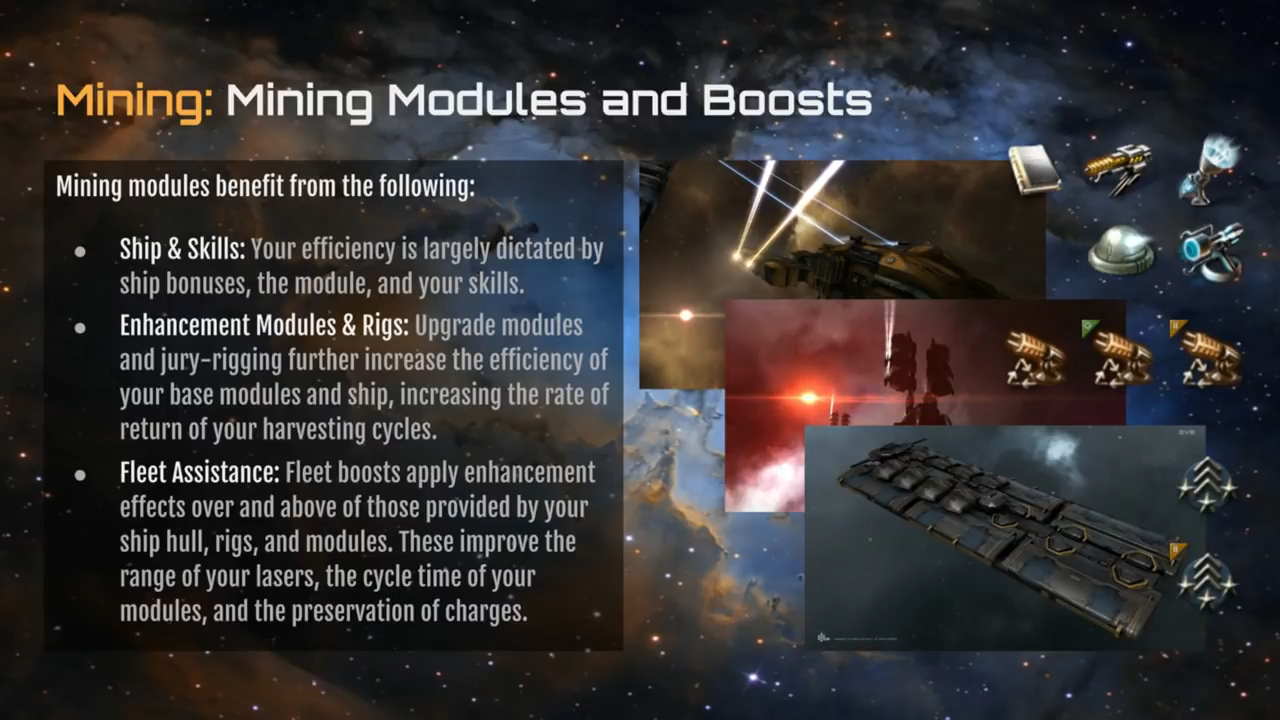 Mining: Mining Modules and Boosts
Mining modules benefit from the following:
● Ship & Skills: Your efficiency is largely dictated by
ship bonuses, the module, and your skills.
● Enhancement Modules & Rigs: Upgrade modules
and jury-rigging further increase the efficiency of
your base modules and ship, increasing the rate of
return of your harvesting cycles.
● Fleet Assistance: Fleet boosts apply enhancement
effects over and above of those provided by your
ship hull, rigs, and modules. These improve the
range of your lasers, the cycle time of your
modules, and the preservation of charges.